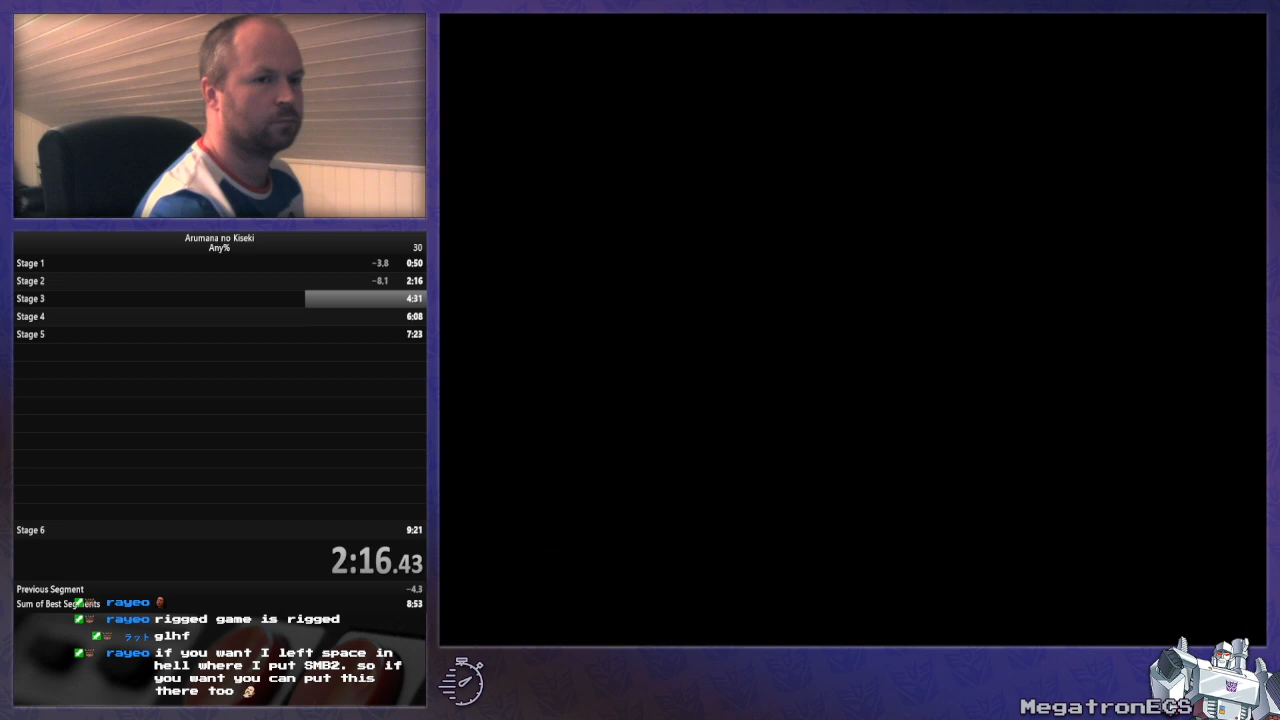 Arumana no Kiseki
Any% 30
Stage 1 −3.8 0:50
Stage 2 −8.1 2:16
Stage 3 4:31
Stage 4 6:08
Stage 5 7:23
Stage 6 9:21
2:16.43
Previous Segment −4.3
Sum of Best Segments 8:53
rayeo
rayeo rigged game is rigged
ラット glhf
rayeo if you want I left space in
hell where I put SMB2. so if
you want you can put this
there too
MegatronEGS